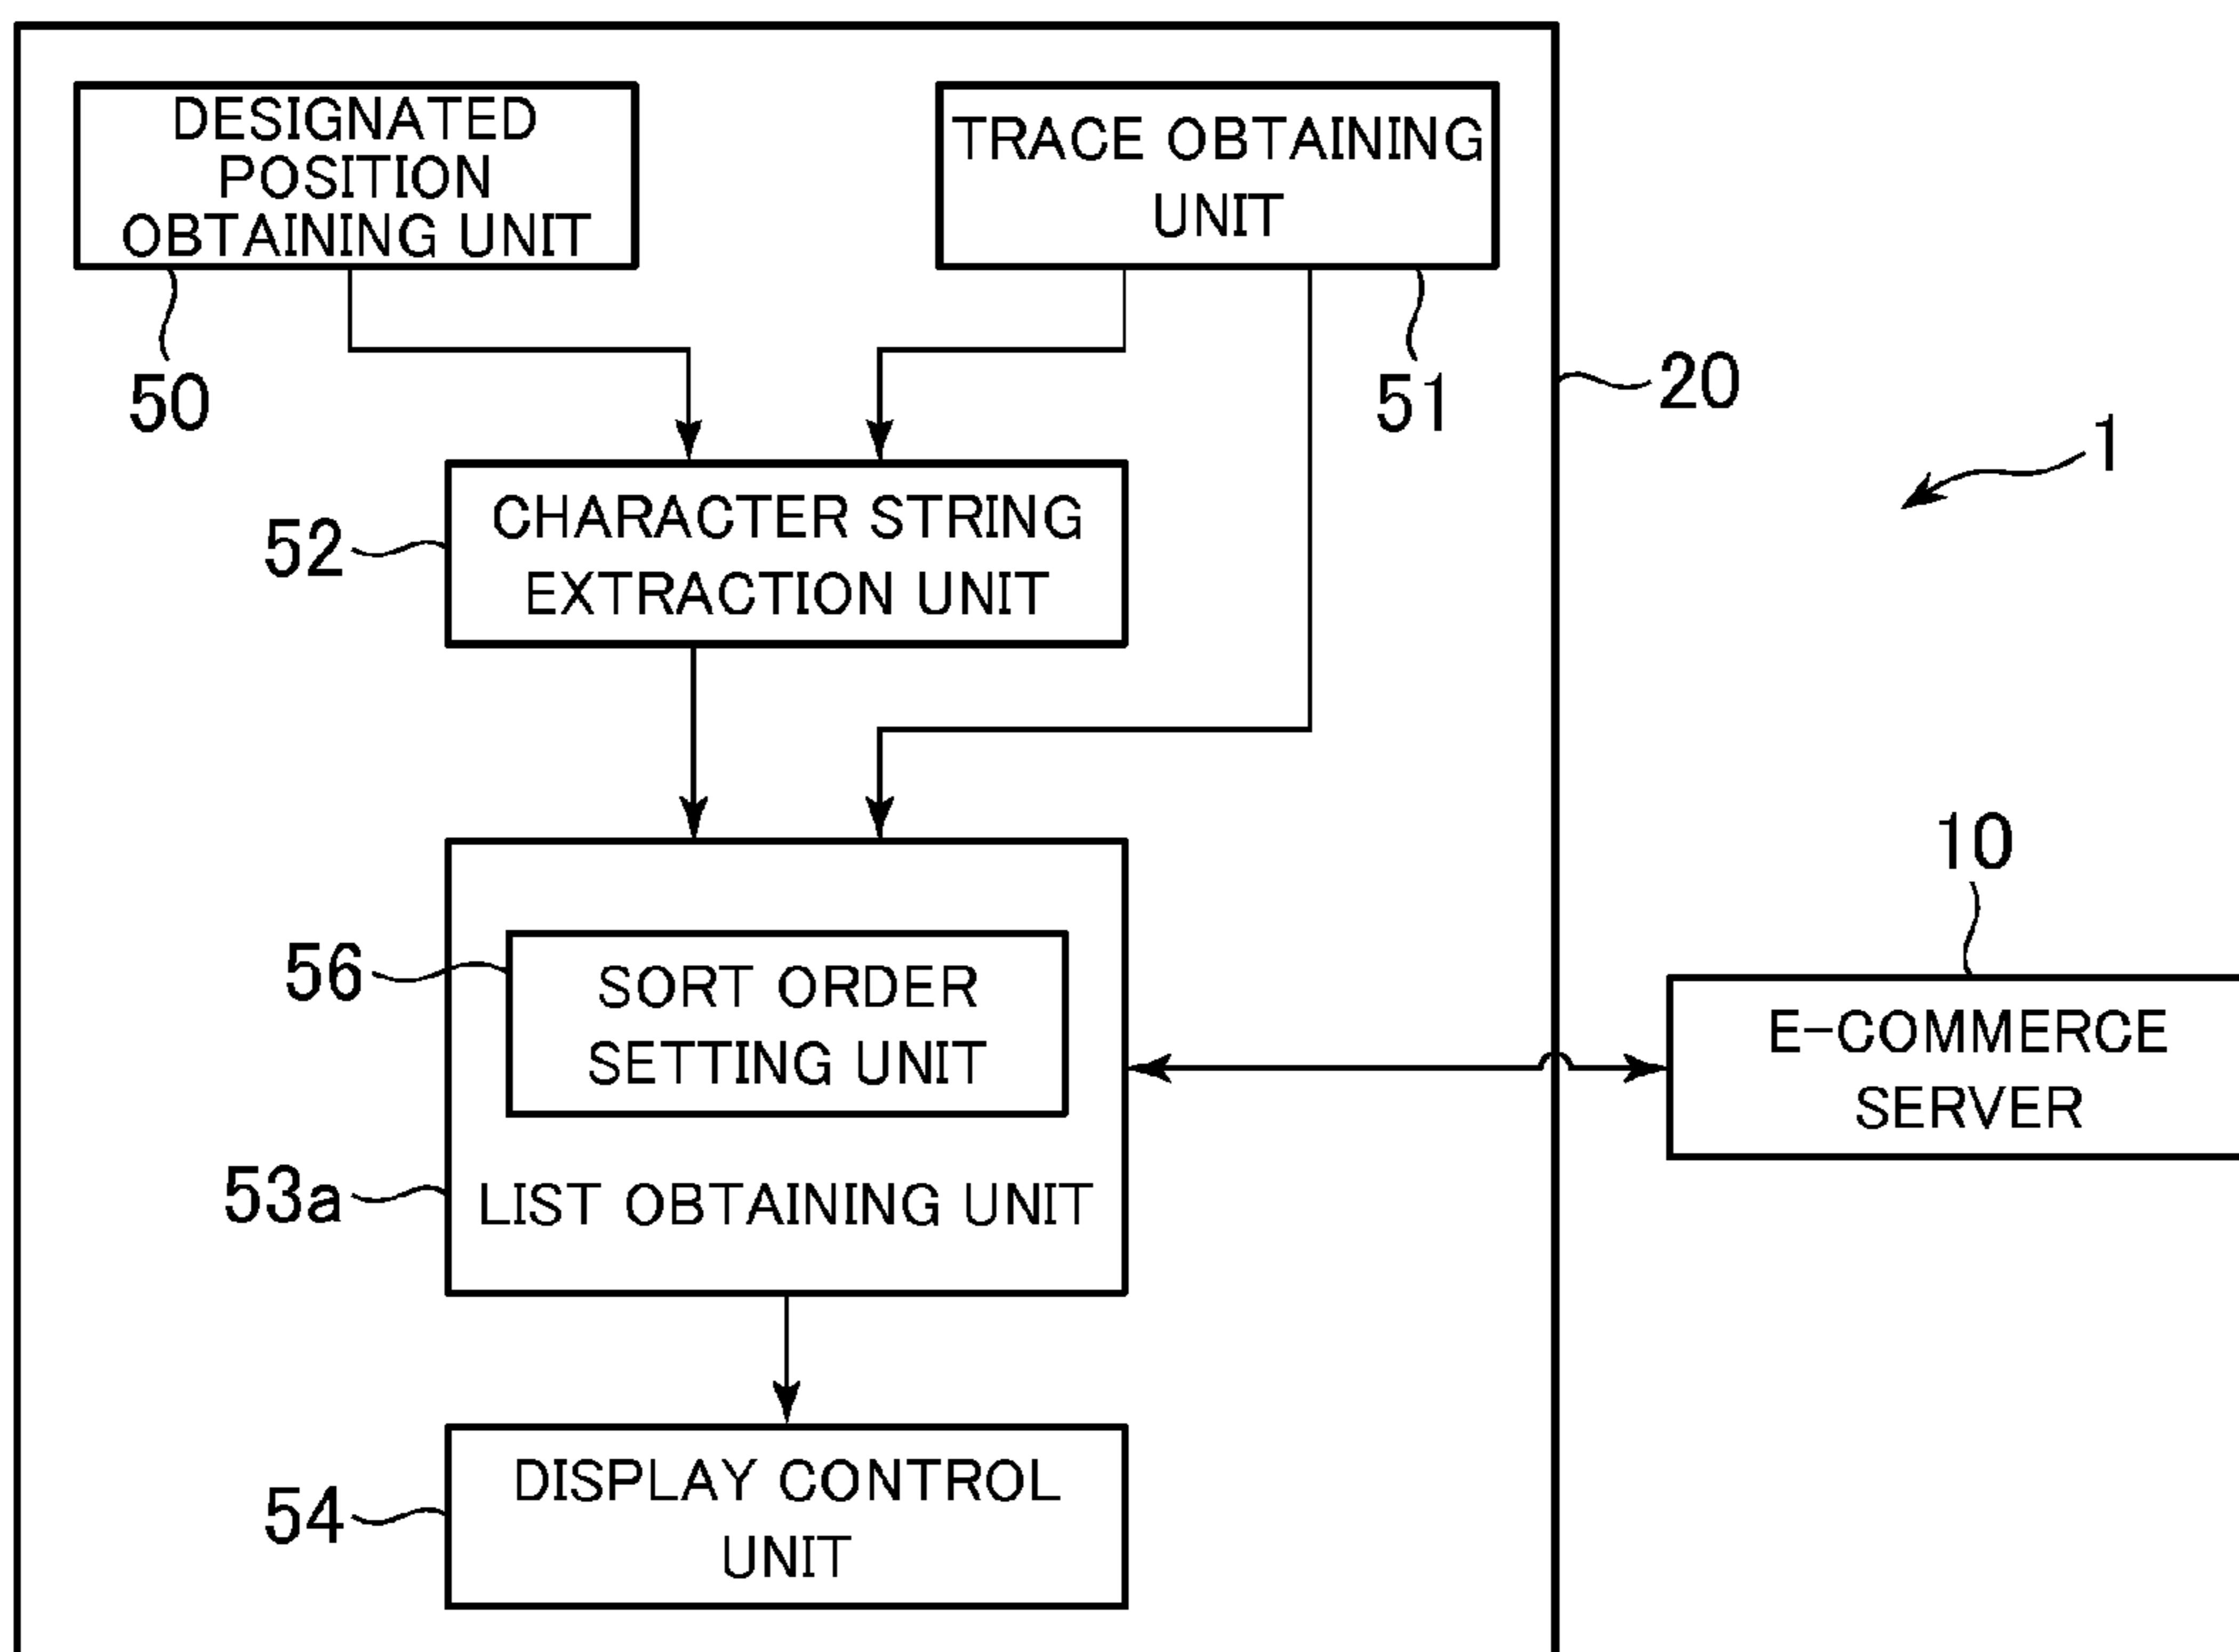 DESIGNATED
POSITION
OBTAINING UNIT
TRACE OBTAINING
UNIT
50
51
20
1
52
CHARACTER STRING
EXTRACTION UNIT
10
56
SORT ORDER
SETTING UNIT
E-COMMERCE
SERVER
53a
LIST OBTAINING UNIT
54
DISPLAY CONTROL
UNIT